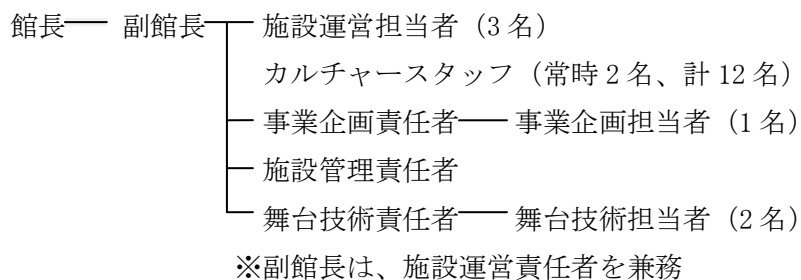 館長 副館長 施設運営担当者（3名）
カルチャースタッフ（常時2名、計12名）
事業企画責任者 事業企画担当者（1名）
施設管理責任者
舞台技術責任者 舞台技術担当者（2名）
※副館長は、施設運営責任者を兼務